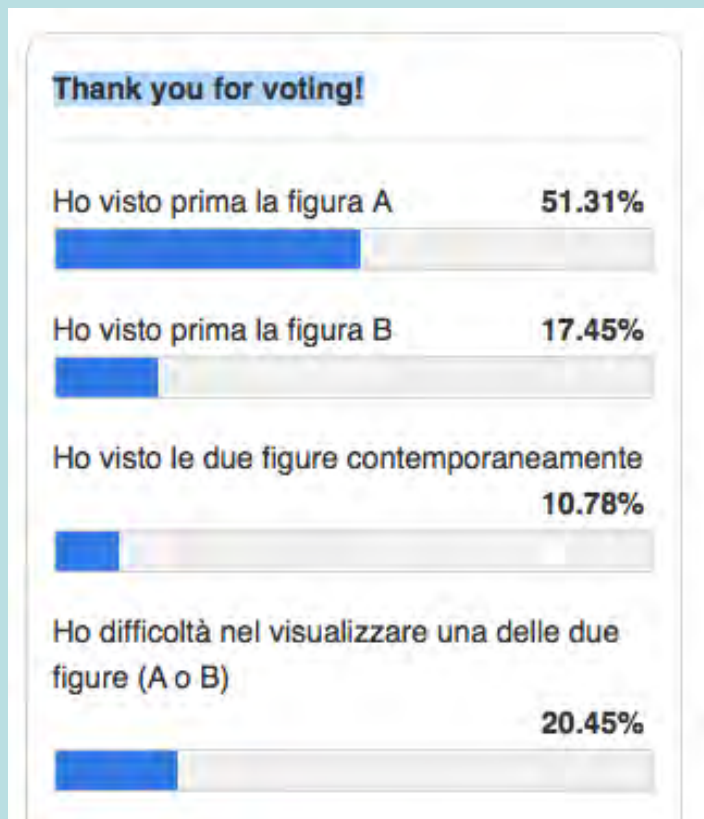 Thank you for voting!
Ho visto prima la figura A 51.31%
Ho visto prima la figura B 17.45%
Ho visto le due figure contemporaneamente
10.78%
Ho difficoltà nel visualizzare una delle due
figure (A o B)
20.45%